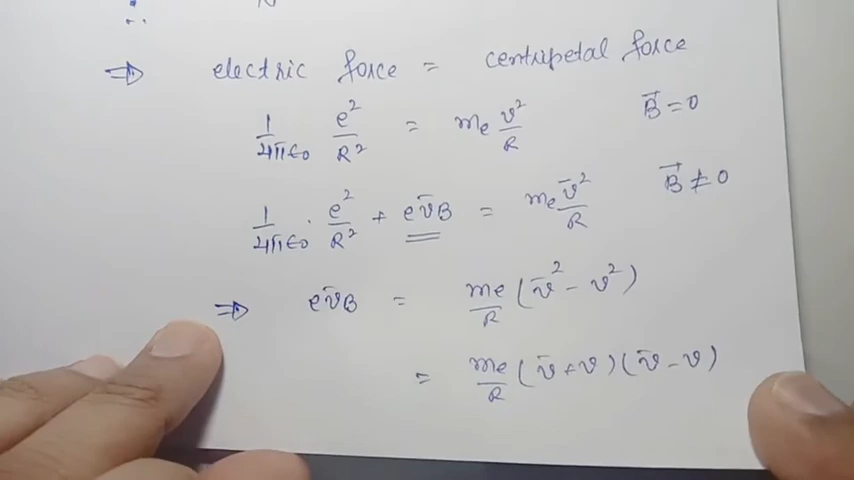 ∴ N
⇒ electric force = centripetal force
1/4πϵ₀ e²/R² = mₑ v²/R B⃗ = 0
1/4πϵ₀ · e²/R² + ev̄B = mₑ v̄²/R B⃗ ≠ 0
⇒ ev̄B = mₑ/R (v̄² - v²)
= mₑ/R (v̄ + v)(v̄ - v)